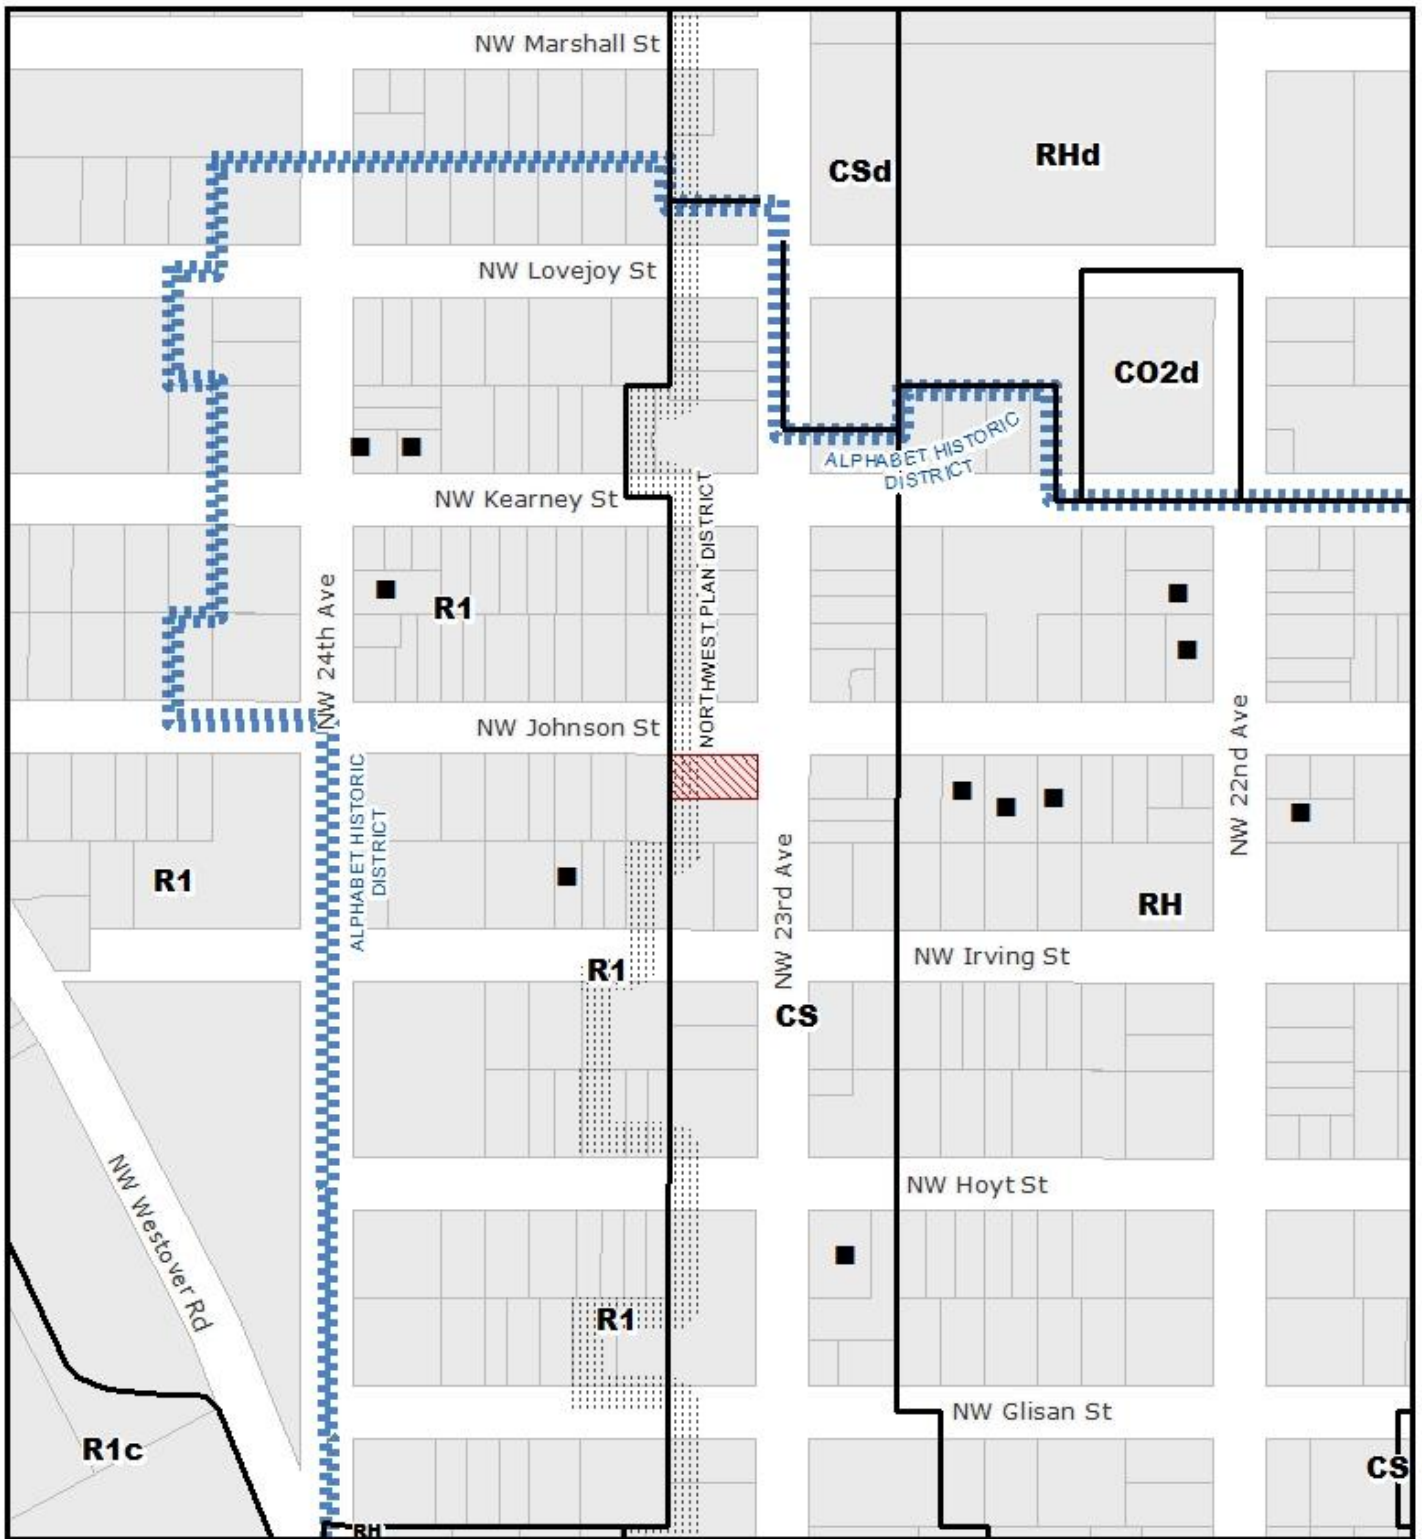 NW Marshall St
CSd
RHd
NW Lovejoy St
CO2d
ALPHABET HISTORIC
DISTRICT
NW Kearney St
NORTHWEST PLAN DISTRICT
NW 24th Ave
R1
NW Johnson St
NW 22nd Ave
ALPHABET HISTORIC
DISTRICT
NW 23rd Ave
R1
RH
NW Irving St
R1
CS
NW Hoyt St
NW Westover Rd
R1
NW Glisan St
R1c
CS
RH